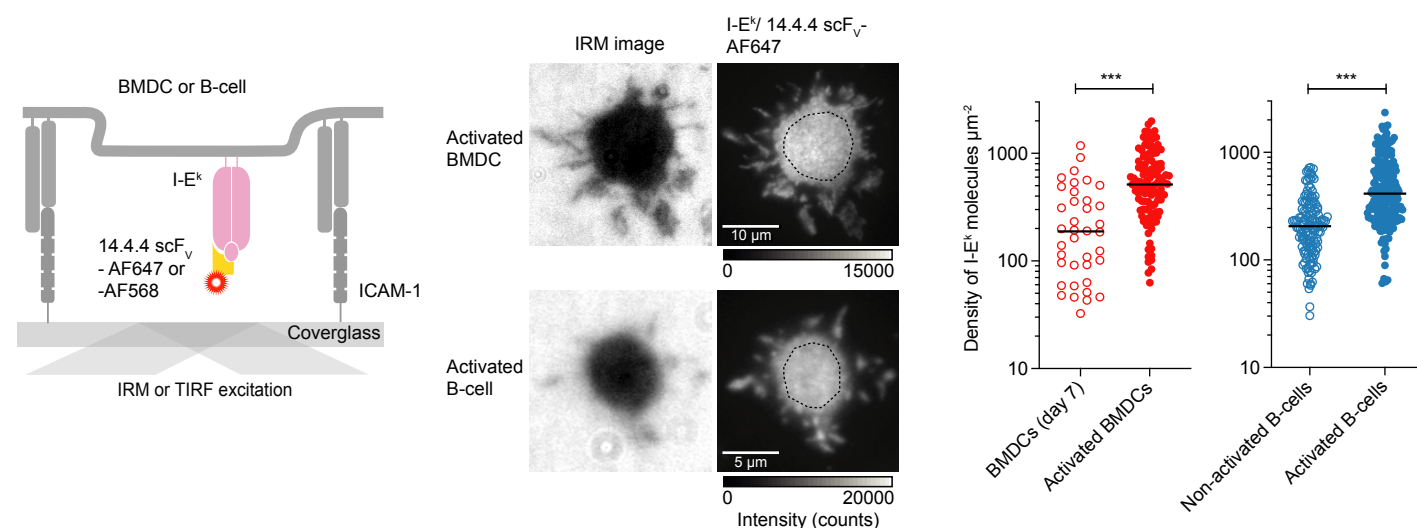 BMDC or B-cell
I-Eᵏ
14.4.4 scFᵥ
- AF647 or
-AF568
ICAM-1
Coverglass
IRM or TIRF excitation
IRM image
I-Eᵏ/ 14.4.4 scFᵥ-
AF647
Activated
BMDC
10 µm
0 15000
Activated
B-cell
5 µm
0 20000
Intensity (counts)
Density of I-Eᵏ molecules µm⁻²
***
1000
100
10
BMDCs (day 7)
Activated BMDCs
***
1000
100
10
Non-activated B-cells
Activated B-cells